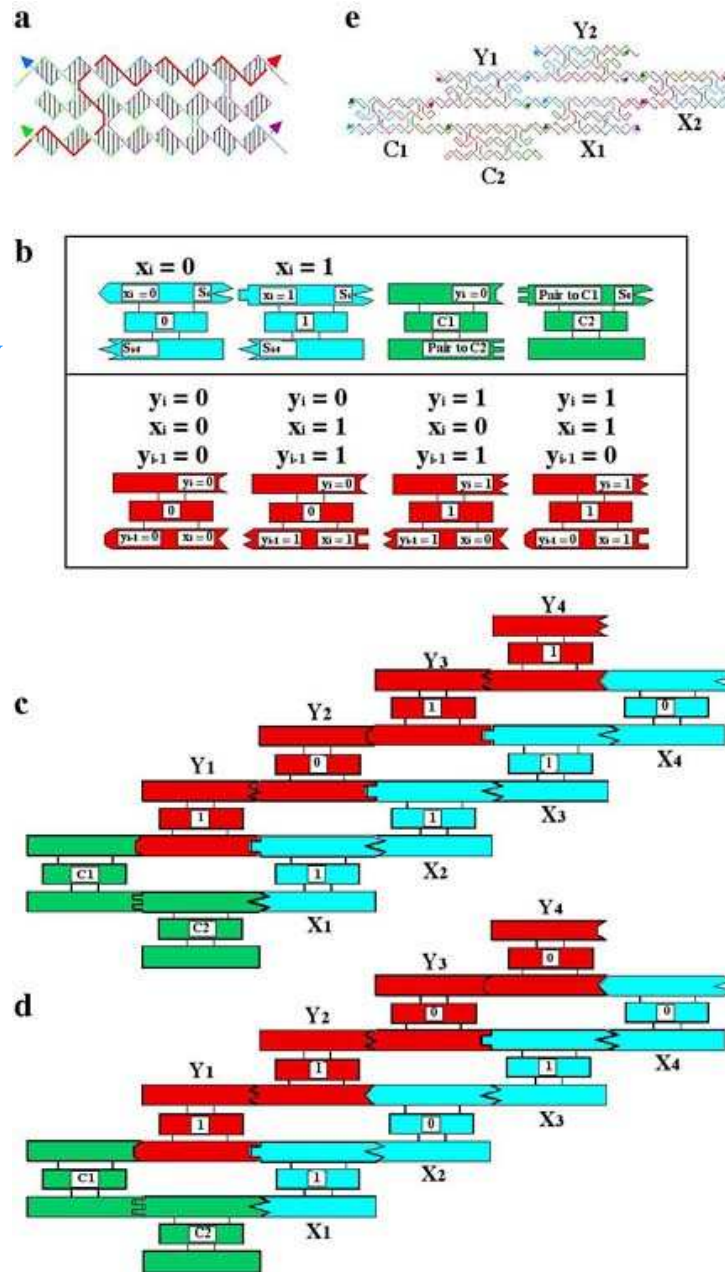 a
e
Y2
Y1
X2
C1
X1
C2
b
xi = 0
xi = 1
xi = 0
xi = 1
yi = 0
Pair to C1
0
1
C1
C2
Pair to C2
yi = 0
yi = 0
yi = 1
yi = 1
xi = 0
xi = 1
xi = 0
xi = 1
yi-1 = 0
yi-1 = 1
yi-1 = 1
yi-1 = 0
yi = 0
yi = 0
yi = 1
yi = 1
0
0
1
1
yi-1 = 0
xi = 0
yi-1 = 1
xi = 1
yi-1 = 1
xi = 0
yi-1 = 0
xi = 1
Y4
1
Y3
c
1
0
Y2
X4
0
1
Y1
X3
1
1
X2
C1
1
Y4
C2
X1
0
Y3
d
0
0
Y2
X4
1
1
Y1
X3
1
0
X2
C1
1
X1
C2